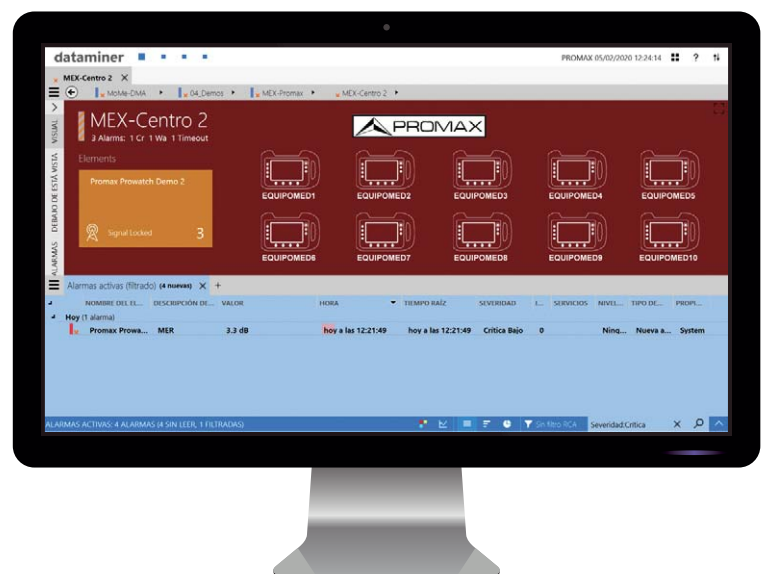 dataminer
PROMAX 05/02/2020 12:24:14
?
MEX-Centro 2 X
MoMe-DMA
04_Demos
MEX-Promax
MEX-Centro 2
VISUAL
DEBAJO DE ESTA VISTA
ALARMAS
MEX-Centro 2
3 Alarms: 1 Cr 1 Wa 1 Timeout
PROMAX
Elements
Promax Prowatch Demo 2
Signal Locked 3
EQUIPOMED1 EQUIPOMED2 EQUIPOMED3 EQUIPOMED4 EQUIPOMED5
EQUIPOMED6 EQUIPOMED7 EQUIPOMED8 EQUIPOMED9 EQUIPOMED10
Alarmas activas (filtrado) (4 nuevas) X +
NOMBRE DEL EL... DESCRIPCIÓN DE... VALOR HORA TIEMPO RAÍZ SEVERIDAD I... SERVICIOS NIVEL... TIPO DE... PROPI...
Hoy (1 alarma)
Promax Prowa... MER 3.3 dB hoy a las 12:21:49 hoy a las 12:21:49 Crítica Bajo 0 Ninq... Nueva a... System
ALARMAS ACTIVAS: 4 ALARMAS (4 SIN LEER, 1 FILTRADAS)
Sin filtro RCA
Severidad:Crítica X